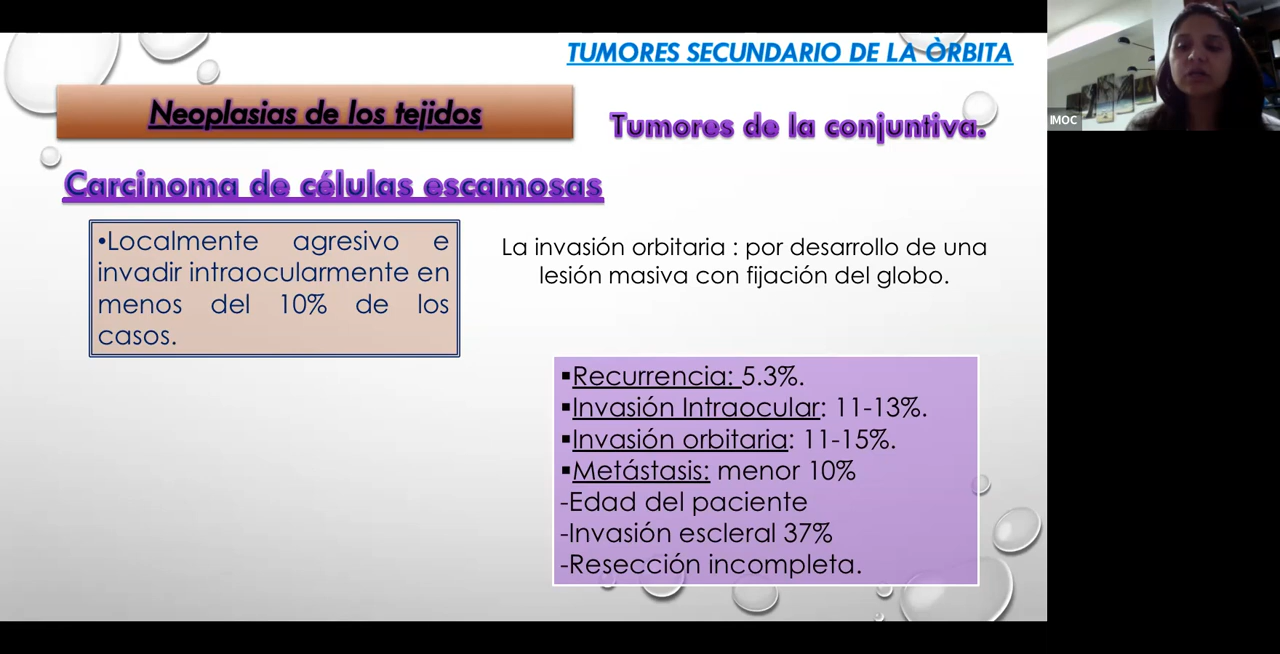 TUMORES SECUNDARIO DE LA ÒRBITA
Neoplasias de los tejidos
Tumores de la conjuntiva.
Carcinoma de células escamosas
•Localmente agresivo e
invadir intraocularmente en
menos del 10% de los
casos.
La invasión orbitaria : por desarrollo de una
lesión masiva con fijación del globo.
▪Recurrencia: 5.3%.
▪Invasión Intraocular: 11-13%.
▪Invasión orbitaria: 11-15%.
▪Metástasis: menor 10%
-Edad del paciente
-Invasión escleral 37%
-Resección incompleta.
IMOC